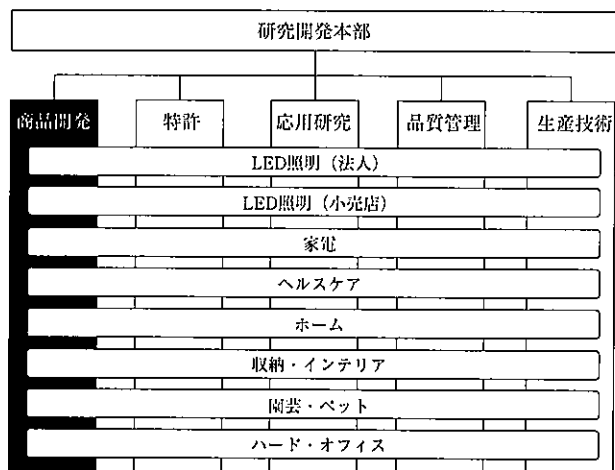 研究開発本部
商品開発
特許
応用研究
品質管理
生産技術
LED照明（法人）
LED照明（小売店）
家電
ヘルスケア
ホーム
収納・インテリア
園芸・ペット
ハード・オフィス